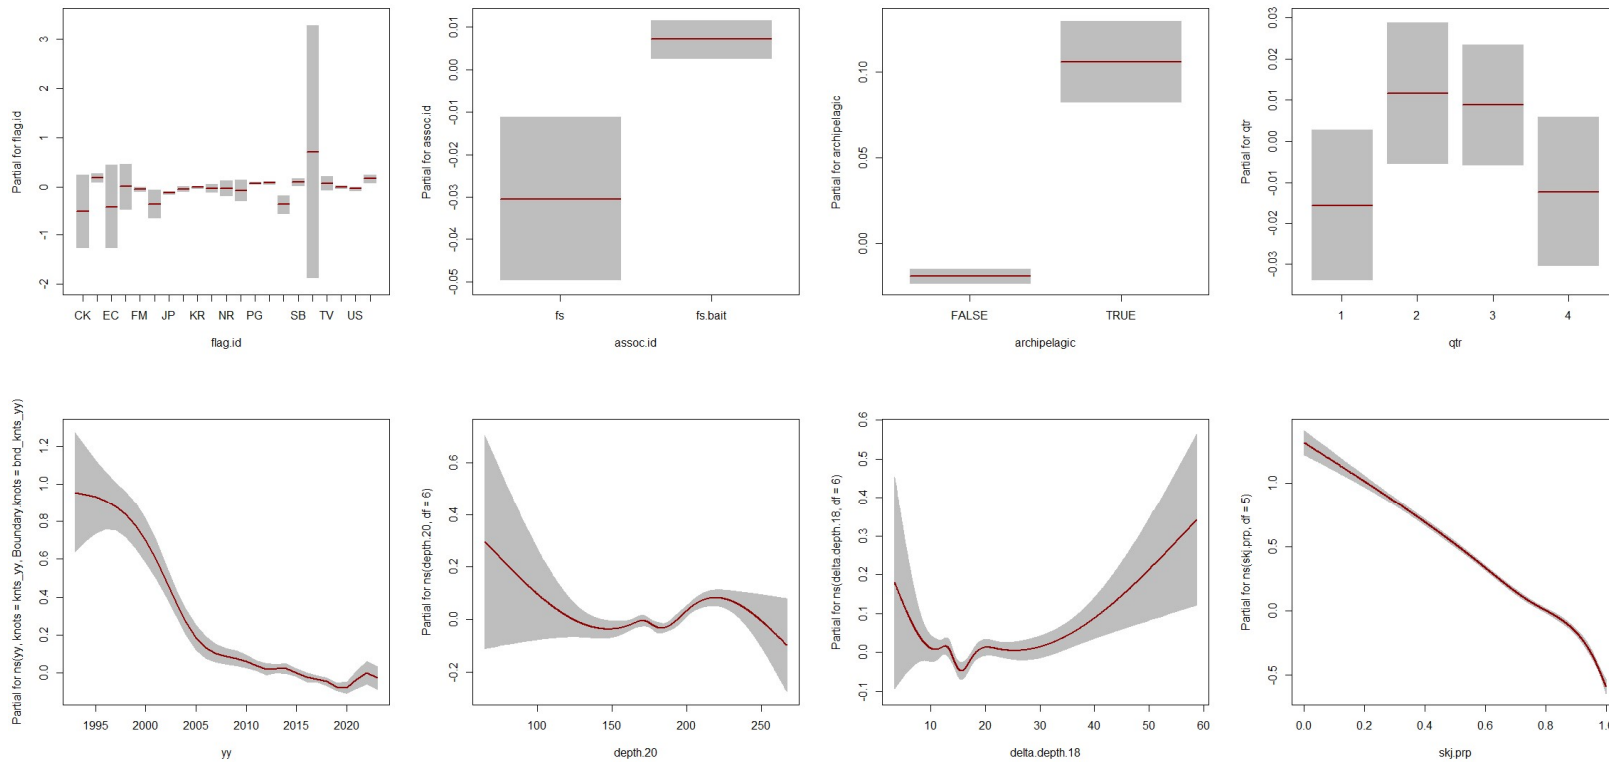 Partial for flag.id
3
2
1
0
-1
-2
CK EC FM JP KR NR PG SB TV US
flag.id
Partial for assoc.id
0.01
0.00
-0.01
-0.02
-0.03
-0.04
-0.05
fs fs.bait
assoc.id
Partial for archipelagic
0.10
0.05
0.00
FALSE TRUE
archipelagic
Partial for qtr
0.03
0.02
0.01
0.00
-0.01
-0.02
-0.03
1 2 3 4
qtr
Partial for ns(yy, knots = knts_yy, Boundary.knots = bnd_knts_yy)
1.2
1.0
0.8
0.6
0.4
0.2
0.0
1995 2000 2005 2010 2015 2020
yy
Partial for ns(depth.20, df = 6)
0.6
0.4
0.2
0.0
-0.2
100 150 200 250
depth.20
Partial for ns(delta.depth.18, df = 6)
0.6
0.5
0.4
0.3
0.2
0.1
0.0
-0.1
10 20 30 40 50 60
delta.depth.18
Partial for ns(skj.prp, df = 5)
1.0
0.5
0.0
-0.5
0.0 0.2 0.4 0.6 0.8 1.0
skj.prp